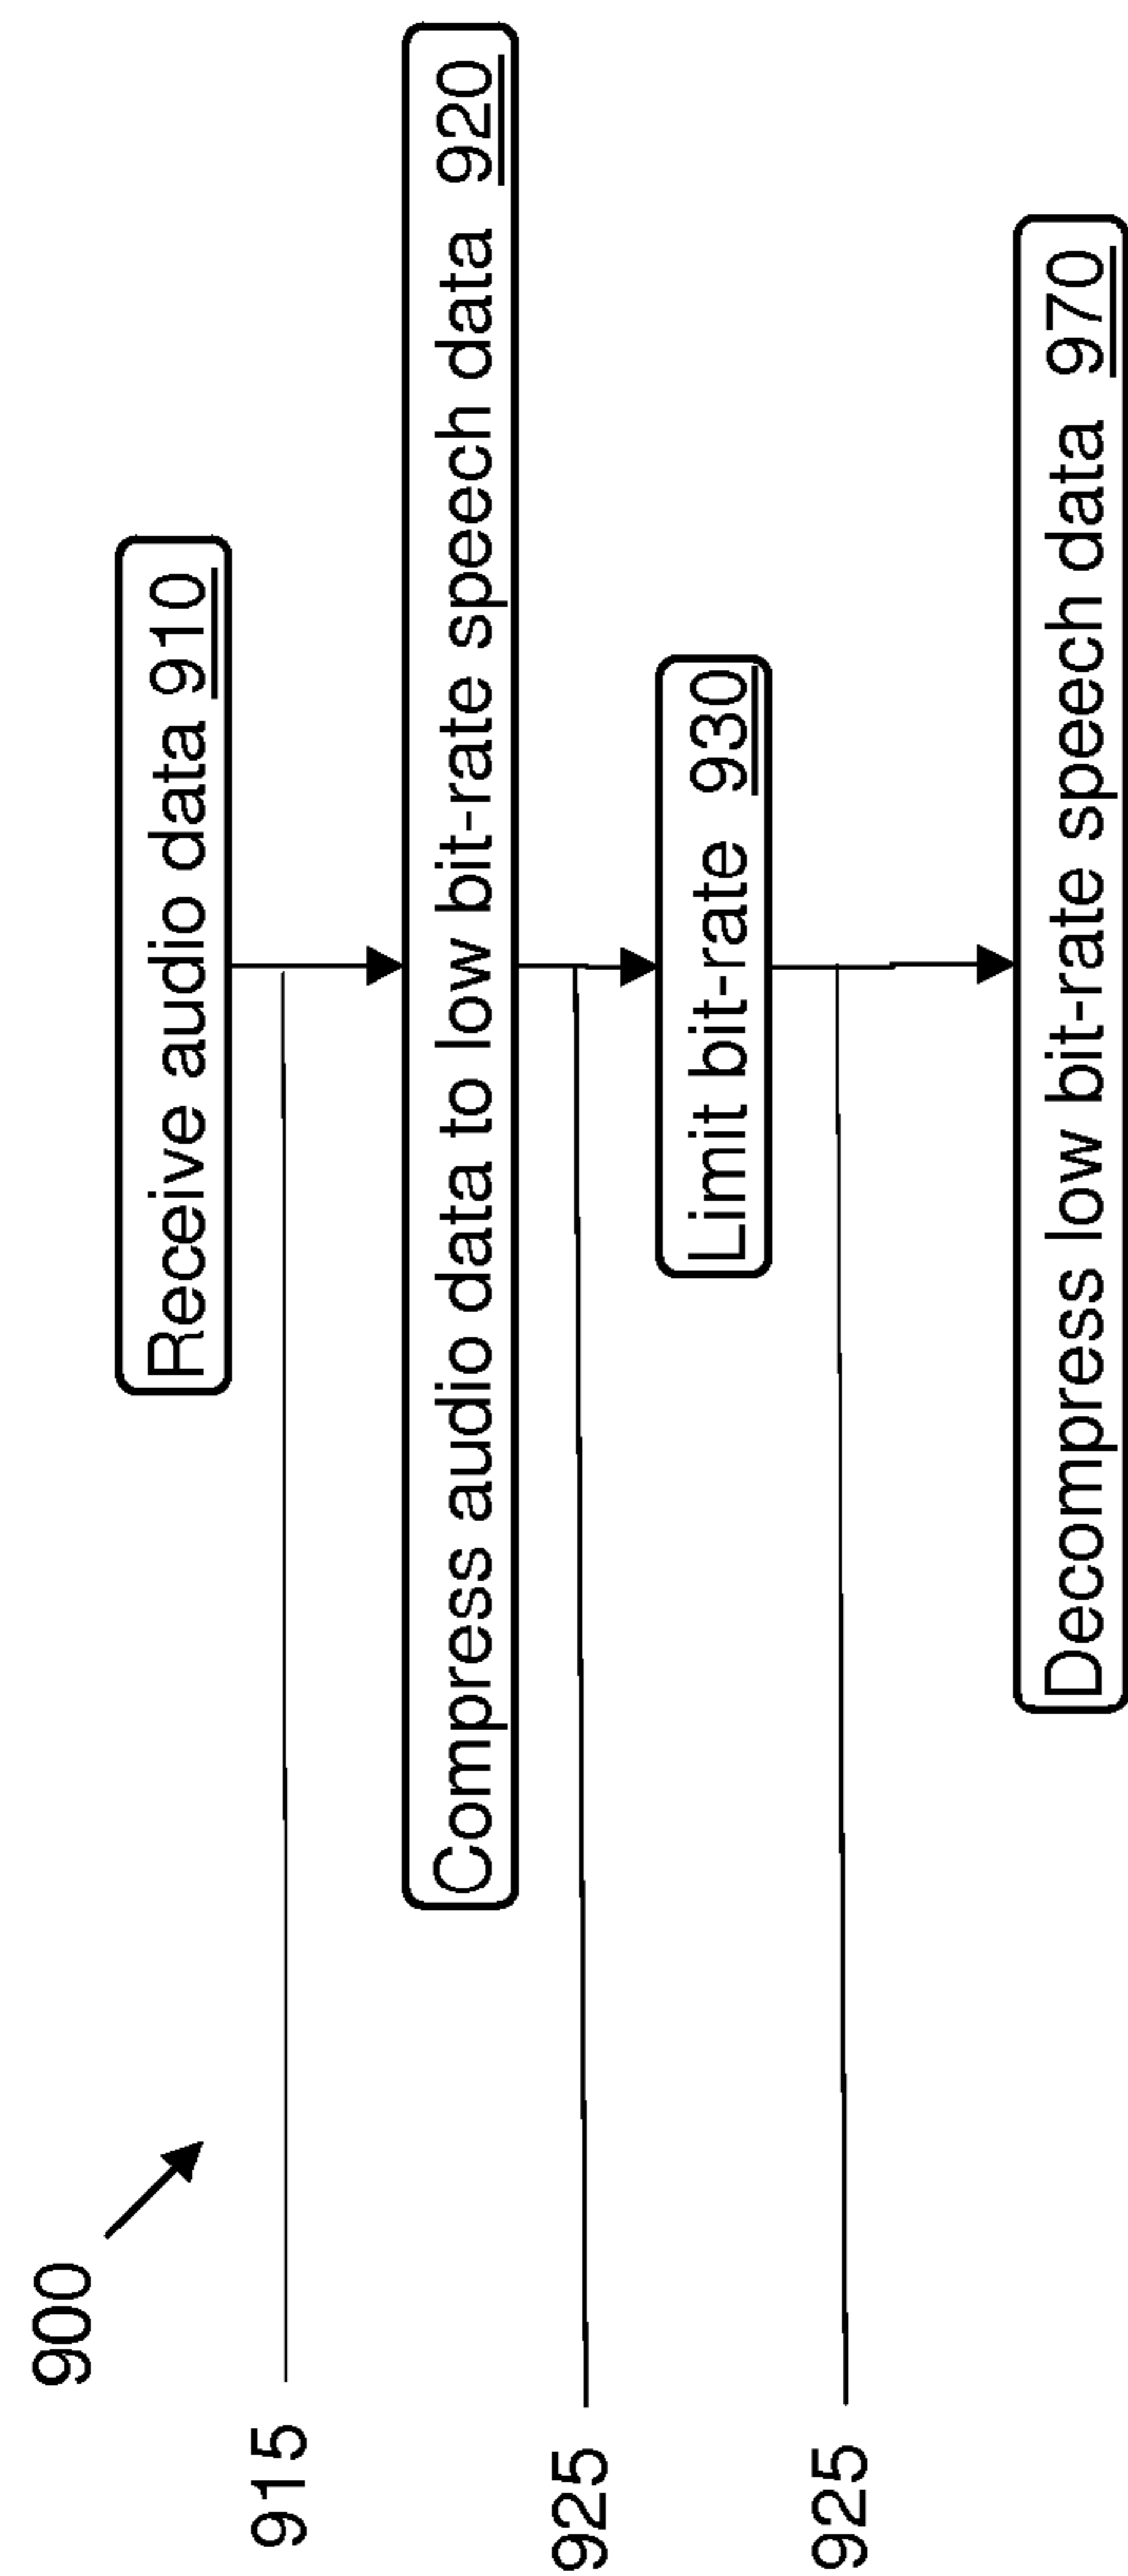 900
Receive audio data 910
915
Compress audio data to low bit-rate speech data 920
925
Limit bit-rate 930
925
Decompress low bit-rate speech data 970